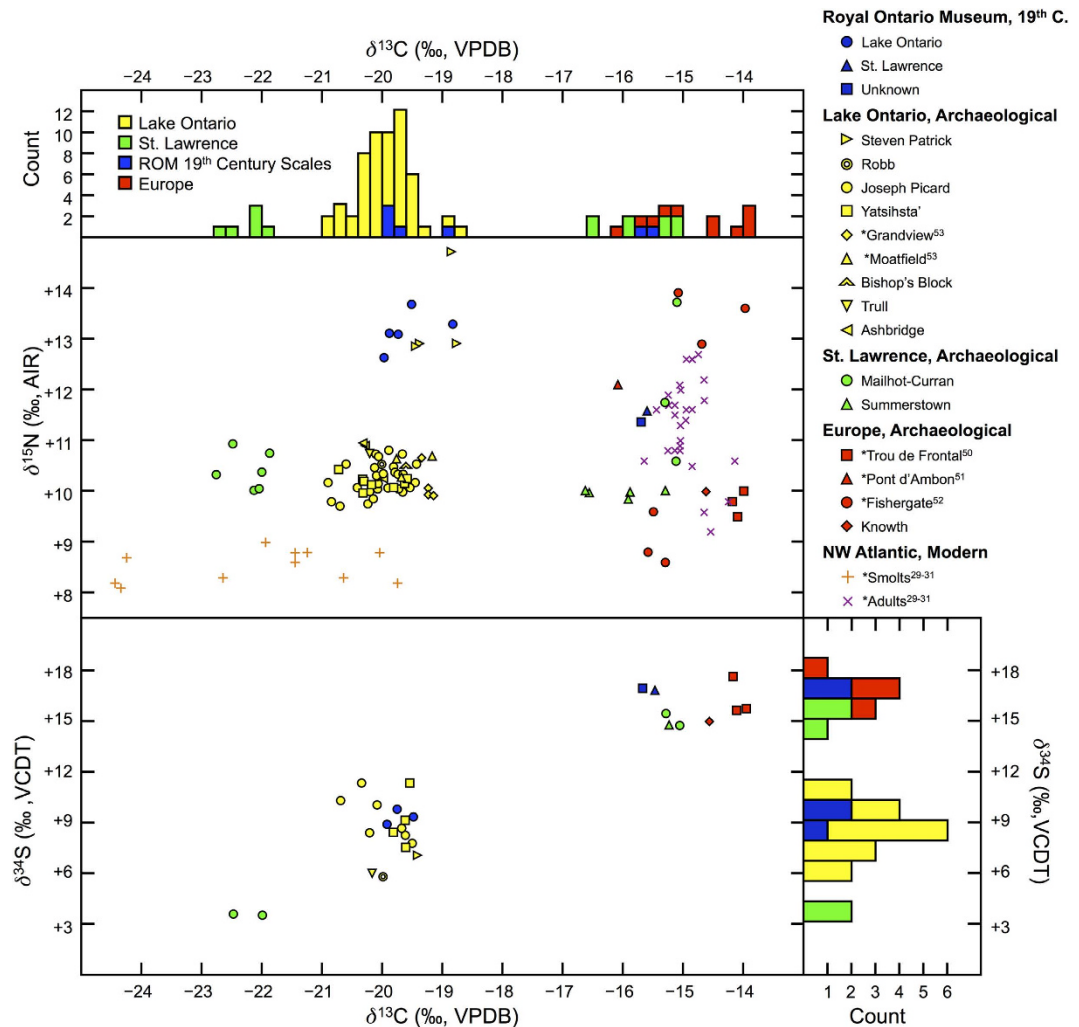 δ¹³C (‰, VPDB)
−24 −23 −22 −21 −20 −19 −18 −17 −16 −15 −14
Count
12
10
8
6
4
2
Lake Ontario
St. Lawrence
ROM 19ᵗʰ Century Scales
Europe
12
10
8
6
4
2
δ¹⁵N (‰, AIR)
+14
+13
+12
+11
+10
+9
+8
δ³⁴S (‰ ,VCDT)
+18
+15
+12
+9
+6
+3
−24 −23 −22 −21 −20 −19 −18 −17 −16 −15 −14
δ¹³C (‰, VPDB)
+18
+15
+12
+9
+6
+3
δ³⁴S (‰,VCDT)
1 2 3 4 5 6
Count
Royal Ontario Museum, 19ᵗʰ C.
Lake Ontario
St. Lawrence
Unknown
Lake Ontario, Archaeological
Steven Patrick
Robb
Joseph Picard
Yatsihsta'
*Grandview⁵³
*Moatfield⁵³
Bishop's Block
Trull
Ashbridge
St. Lawrence, Archaeological
Mailhot-Curran
Summerstown
Europe, Archaeological
*Trou de Frontal⁵⁰
*Pont d'Ambon⁵¹
*Fishergate⁵²
Knowth
NW Atlantic, Modern
*Smolts²⁹⁻³¹
*Adults²⁹⁻³¹